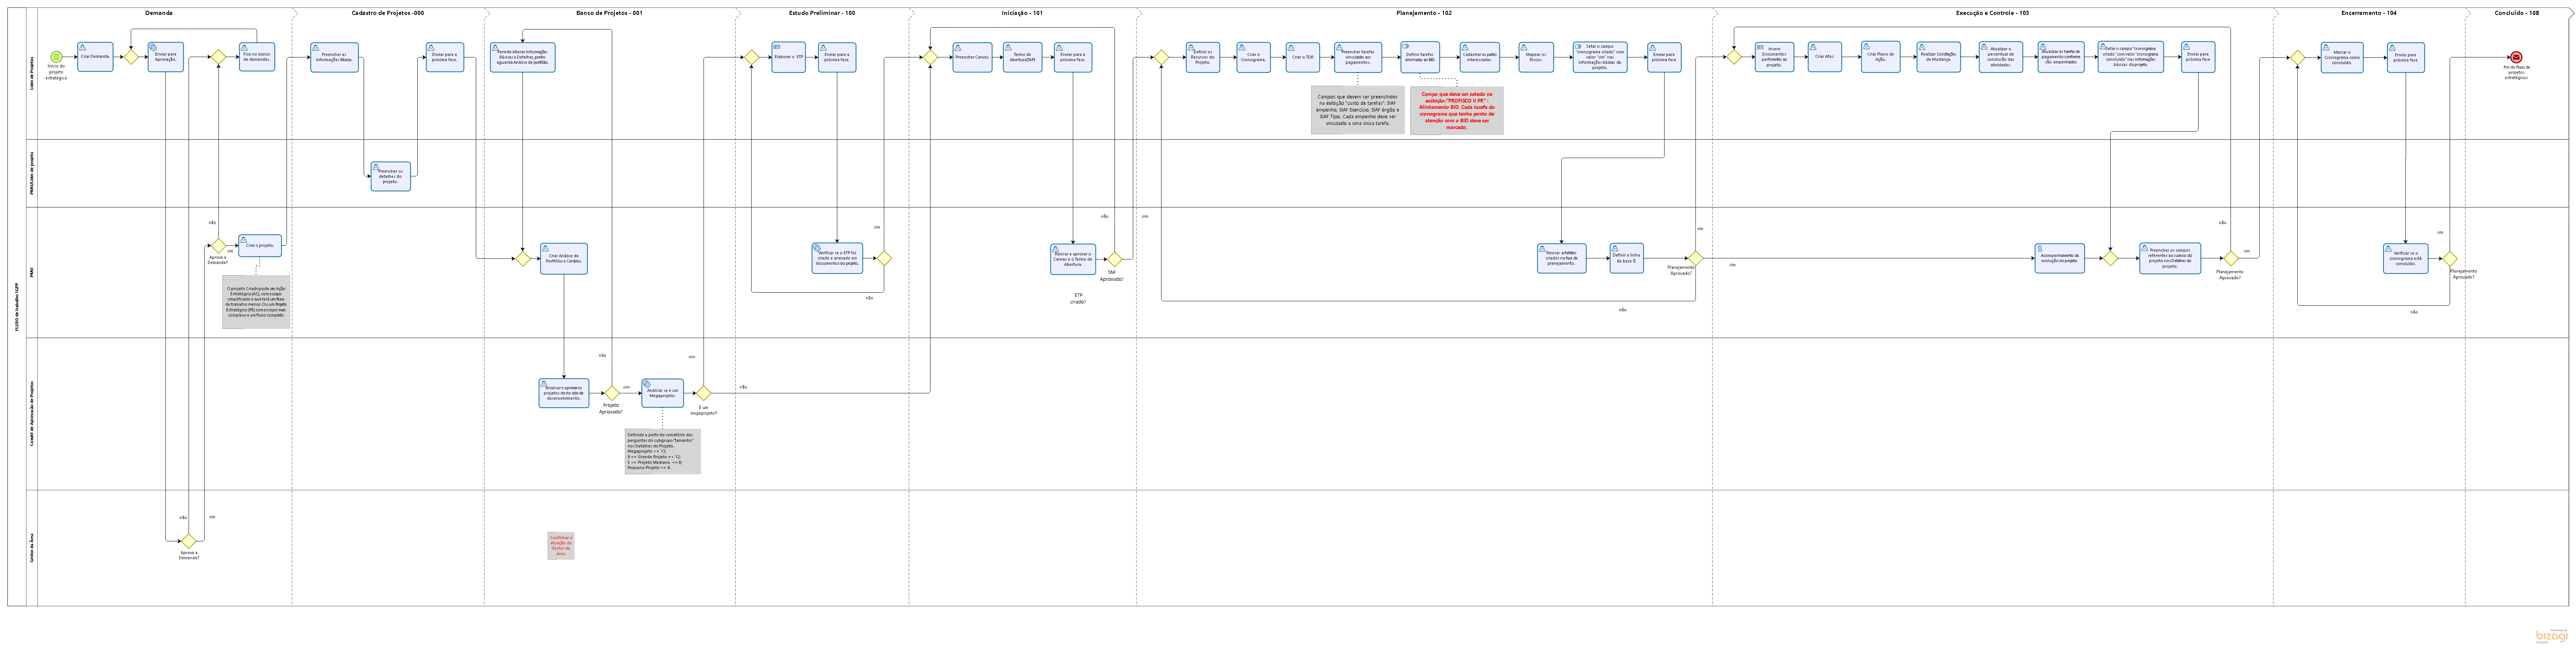 Demanda
Cadastro de Projetos -000
Banco de Projetos - 001
Estudo Preliminar - 100
Iniciação - 101
Planejamento - 102
Execução e Controle - 103
Encerramento - 104
Concluído - 108
FLUXO de trabalho SGPP
Líder de Projetos
Início do
projeto
estratégico
Criar Demanda.
Enviar para
Aprovação.
Fica no banco
de demandas.
Preencher as
Informações Básicas.
Enviar para a
próxima fase.
Permite Alterar Informações
Básicas e Detalhes, porém
aguarda Análise de portfólio.
Elaborar o ETP
Enviar para a
próxima fase.
Preencher Canvas.
Termo de
Abertura(TAP)
Enviar para a
próxima fase.
Definir os
Recursos do
Projeto.
Criar o
Cronograma.
Criar o TDR
Preencher tarefas
vinculadas aos
pagamentos.
Definir tarefas
alinhadas ao BID.
Cadastrar as partes
interessadas.
Mapear os
Riscos.
Setar o campo
"cronograma criado" com
valor "sim" nas
informações básicas do
projeto.
Enviar para
próxima fase
Inserir
Documentos
pertinentes ao
projeto.
Criar Atas.
Criar Plano de
Ação.
Realizar Solicitação
de Mudança.
Atualizar o
percentual de
conclusão das
atividades.
Atualizar as tarefas de
pagamento conforme
são empenhados.
Setar o campo "cronograma
criado" com valor "cronograma
concluído" nas informações
básicas do projeto.
Enviar para
próxima fase
Marcar o
Cronograma como
concluído.
Enviar para
próxima fase
Fim do fluxo de
projetos
estratégicos
Campos que devem ser preenchidos
na exibição "custo de tarefas": SIAF
empenho, SIAF Exercício, SIAF órgão e
SIAF Tipo. Cada empenho deve ser
vinculado a uma única tarefa.
Campo que deve ser setado na
exibição:"PROFISCO II PR" :
Alinhamento BID. Cada tarefa do
cronograma que tenha ponto de
atenção com o BID deve ser
marcado.
PMO/Líder de projeto
Preencher os
detalhes do
projeto.
PMO
não
sim
Aprova a
Demanda?
Criar o projeto.
O projeto Criado pode ser Ação
Estratégica (AC), com escopo
simplificado e que terá um fluxo
de trabalho menor. Ou um Projeto
Estratégico (PE) com escopo mais
complexo e um fluxo completo.
Criar Análise de
Portfólio e Cenários.
Verificar se o ETP foi
criado e anexado em
documentos do projeto.
sim
não
Revisar e aprovar o
Canvas e o Termo de
Abertura.
não
sim
TAP
Aprovado?
ETP
criado?
Revisar artefatos
criados na fase de
planejamento.
Definir a linha
de base 0.
sim
Planejamento
Aprovado?
sim
não
Acompanhamento da
evolução do projeto.
Preencher os campos
referentes ao sucesso do
projeto nos Detalhes do
projeto.
não
sim
Planejamento
Aprovado?
Verificar se o
cronograma está
concluído.
sim
Planejamento
Aprovado?
não
Comitê de Aprovação de Projetos
Analisar e aprovar os
projetos dentro do de
desenvolvimento.
não
sim
Projeto
Aprovado?
Análisar se é um
Megaprojeto.
sim
não
É um
megaprojeto?
Definido a partir do somatório das
perguntas do subgrupo "tamanho"
nos Detalhes do Projeto.
Megaprojeto >= 13;
9 <= Grande Projeto <= 12;
5 <= Projeto Mediano <= 8;
Pequeno Projeto <= 4.
Gestor da Área
não
sim
Aprova a
Demanda?
Confirmar a
atuação do
Gestor da
Área.
Powered by
bizagi
Modeler